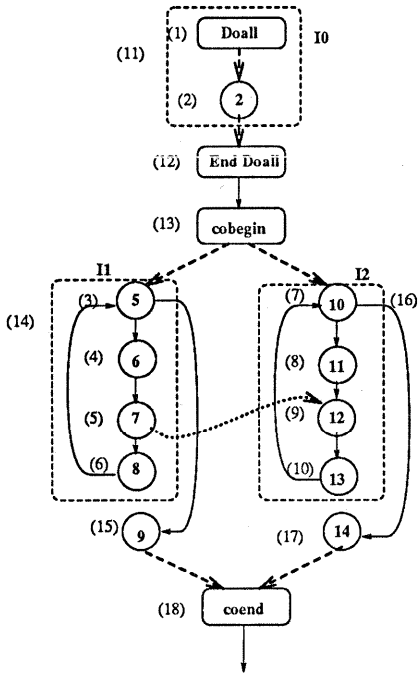 (1) Doall I0
(11)
(2) 2
(12) End Doall
(13) cobegin
I1 I2
(3) 5 (7) 10 (16)
(14)
(4) 6 (8) 11
(5) 7 (9) 12
(6) 8 (10) 13
(15) 9 (17) 14
(18) coend